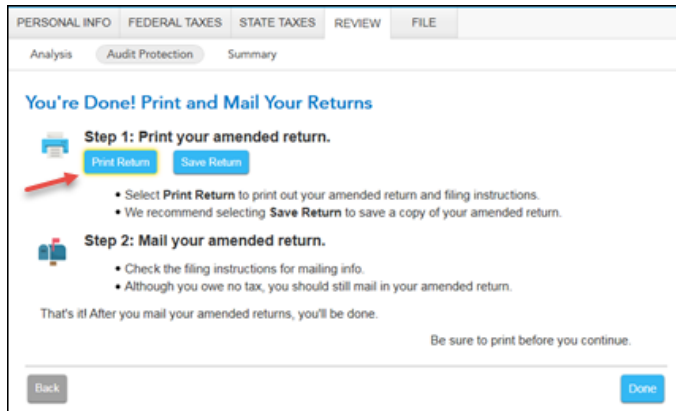 PERSONAL INFO FEDERAL TAXES STATE TAXES REVIEW FILE
Analysis Audit Protection Summary
You're Done! Print and Mail Your Returns
Step 1: Print your amended return.
Print Return Save Return
• Select Print Return to print out your amended return and filing instructions.
• We recommend selecting Save Return to save a copy of your amended return.
Step 2: Mail your amended return.
• Check the filing instructions for mailing info.
• Although you owe no tax, you should still mail in your amended return.
That's it! After you mail your amended returns, you'll be done.
Be sure to print before you continue.
Back Done